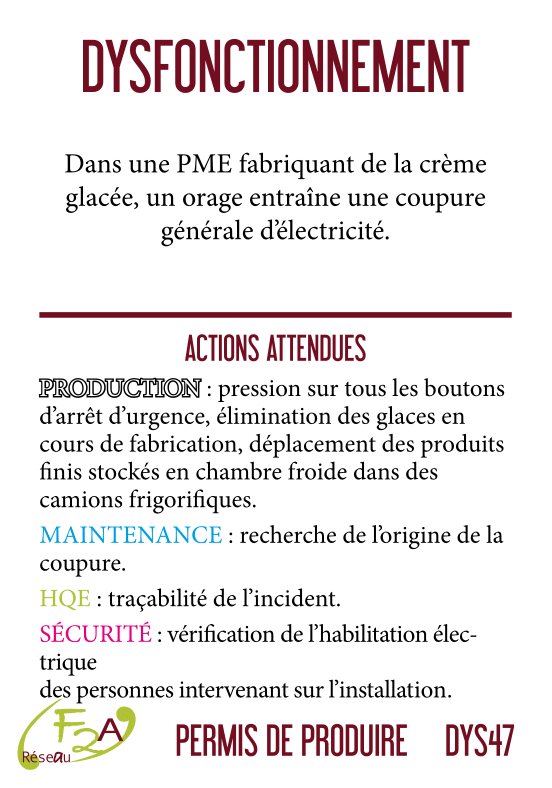 DYSFONCTIONNEMENT
Dans une PME fabriquant de la crème
glacée, un orage entraîne une coupure
générale d'électricité.
ACTIONS ATTENDUES
PRODUCTION : pression sur tous les boutons
d'arrêt d'urgence, élimination des glaces en
cours de fabrication, déplacement des produits
finis stockés en chambre froide dans des
camions frigorifiques.
MAINTENANCE : recherche de l'origine de la
coupure.
HQE : traçabilité de l'incident.
SÉCURITÉ : vérification de l'habilitation élec-
trique
des personnes intervenant sur l'installation.
F2A
Réseau
PERMIS DE PRODUIRE DYS47